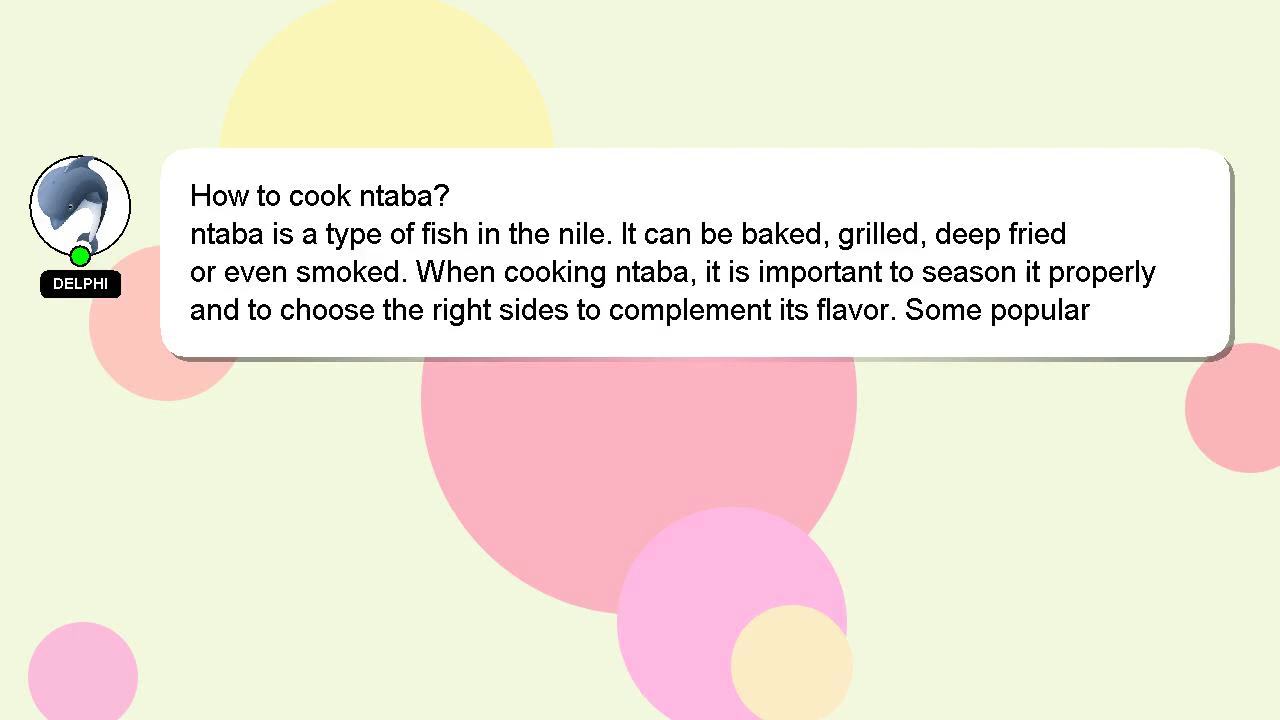 How to cook ntaba?
ntaba is a type of fish in the nile. It can be baked, grilled, deep fried
or even smoked. When cooking ntaba, it is important to season it properly
and to choose the right sides to complement its flavor. Some popular
DELPHI